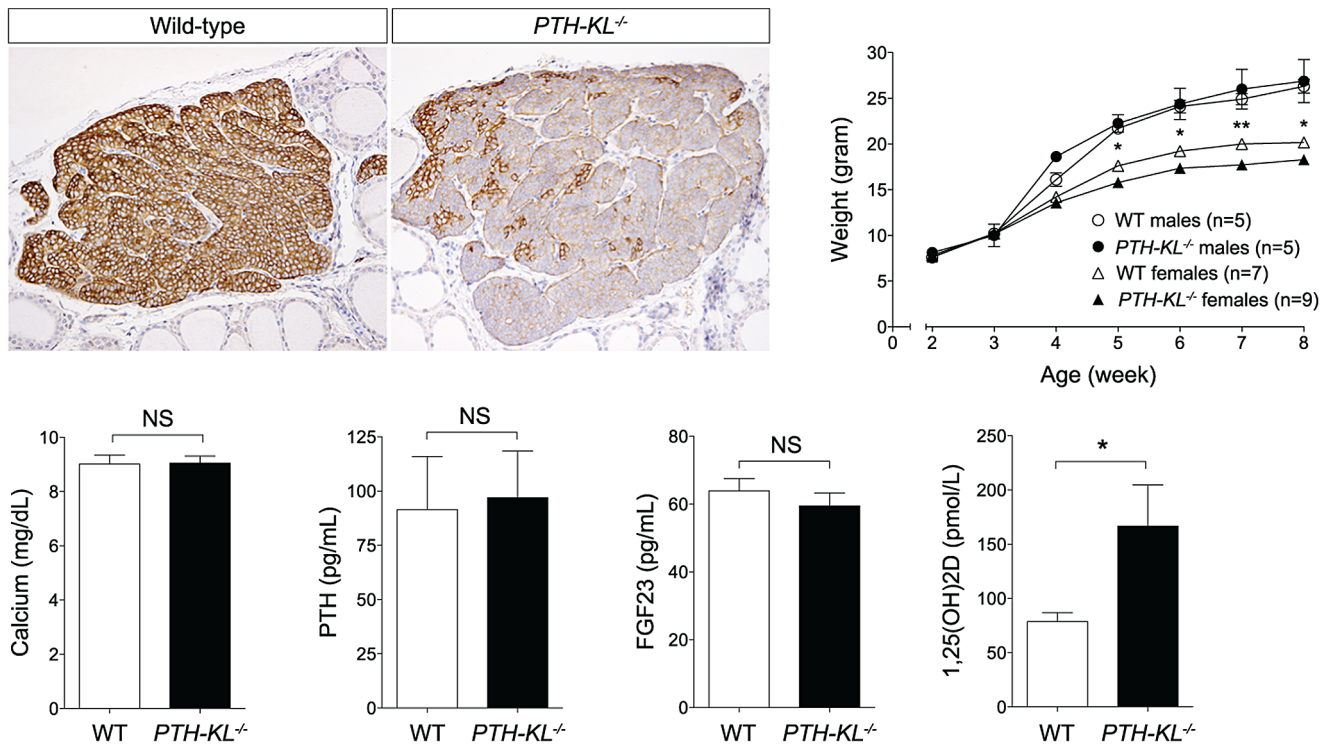 Wild-type
PTH-KL-/-
Weight (gram)
30
25
20
15
10
5
0
0
2
3
4
5
6
7
8
Age (week)
*
*
**
*
WT males (n=5)
PTH-KL-/- males (n=5)
WT females (n=7)
PTH-KL-/- females (n=9)
Calcium (mg/dL)
10
8
6
4
2
0
NS
WT
PTH-KL-/-
PTH (pg/mL)
125
100
75
50
25
0
NS
WT
PTH-KL-/-
FGF23 (pg/mL)
80
60
40
20
0
NS
WT
PTH-KL-/-
1,25(OH)2D (pmol/L)
250
200
150
100
50
0
*
WT
PTH-KL-/-